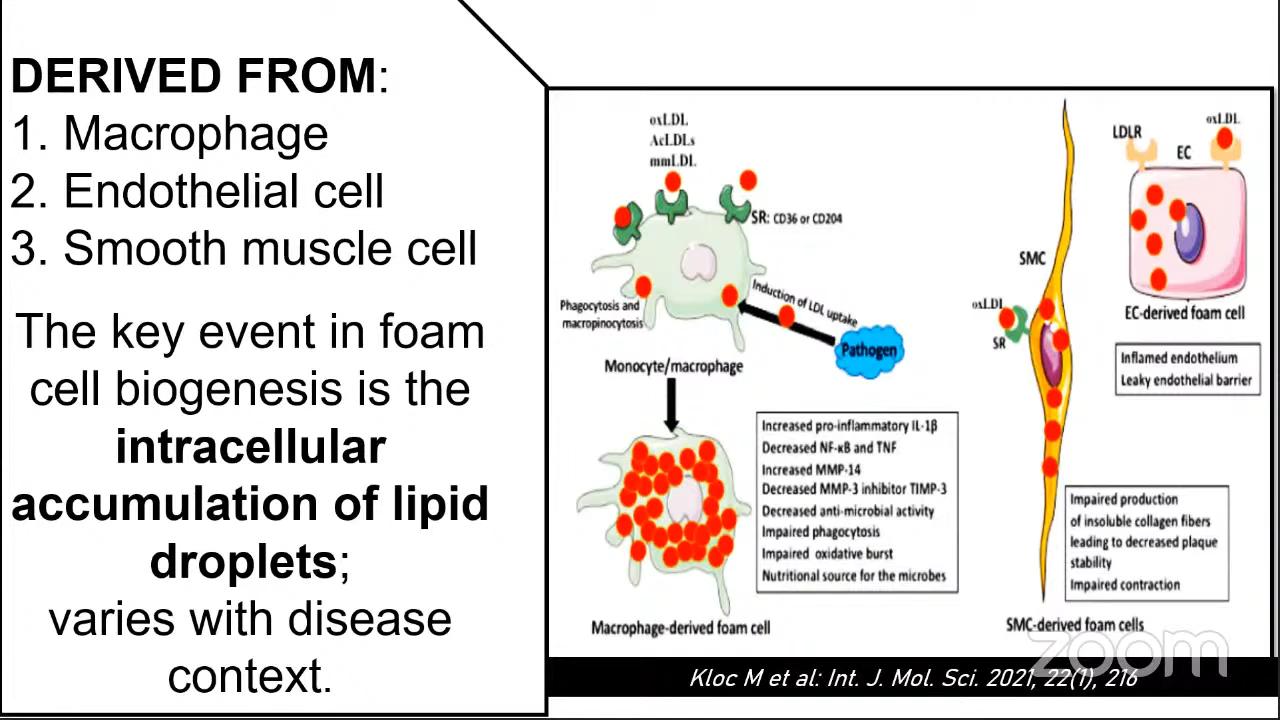 DERIVED FROM:
1. Macrophage
2. Endothelial cell
3. Smooth muscle cell
The key event in foam
cell biogenesis is the
intracellular
accumulation of lipid
droplets;
varies with disease
context.
oxLDL
AcLDLs
mmLDL
SR: CD36 or CD204
Phagocytosis and
macropinocytosis
Induction of LDL uptake
Pathogen
Monocyte/macrophage
Increased pro-inflammatory IL-1β
Decreased NF-κB and TNF
Increased MMP-14
Decreased MMP-3 inhibitor TIMP-3
Decreased anti-microbial activity
Impaired phagocytosis
Impaired oxidative burst
Nutritional source for the microbes
Macrophage-derived foam cell
SMC
oxLDL
SR
Impaired production
of insoluble collagen fibers
leading to decreased plaque
stability
Impaired contraction
SMC-derived foam cells
LDLR
EC
oxLDL
EC-derived foam cell
Inflamed endothelium
Leaky endothelial barrier
zoom
Kloc M et al: Int. J. Mol. Sci. 2021, 22(1), 216